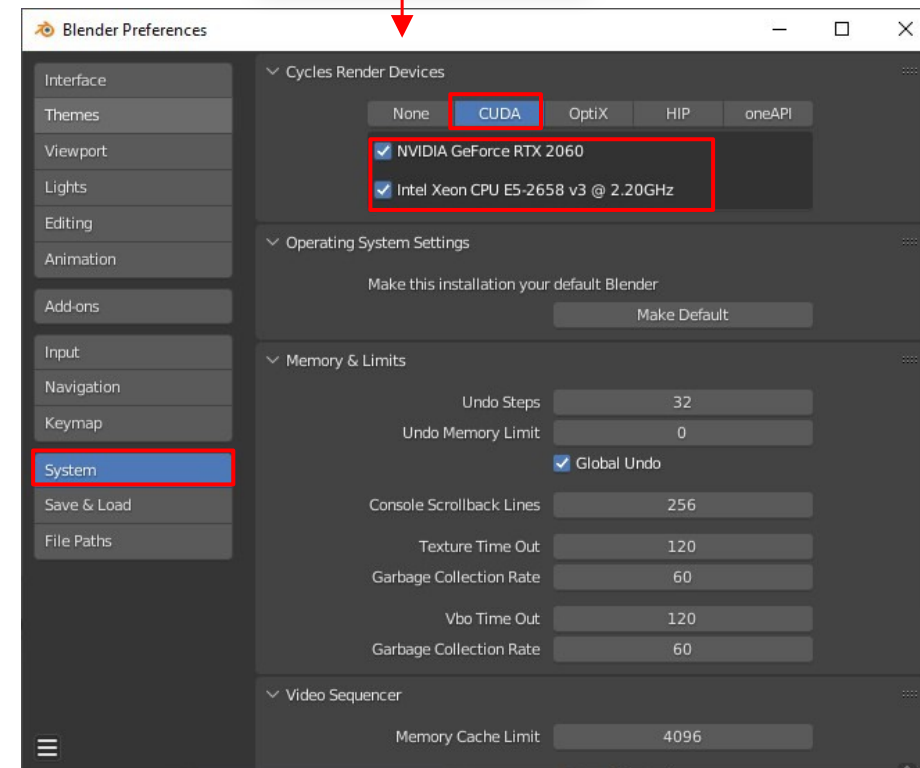 Blender Preferences
Interface
Themes
Viewport
Lights
Editing
Animation
Add-ons
Input
Navigation
Keymap
System
Save & Load
File Paths
Cycles Render Devices
None CUDA OptiX HIP oneAPI
NVIDIA GeForce RTX 2060
Intel Xeon CPU E5-2658 v3 @ 2.20GHz
Operating System Settings
Make this installation your default Blender
Make Default
Memory & Limits
Undo Steps 32
Undo Memory Limit 0
Global Undo
Console Scrollback Lines 256
Texture Time Out 120
Garbage Collection Rate 60
Vbo Time Out 120
Garbage Collection Rate 60
Video Sequencer
Memory Cache Limit 4096